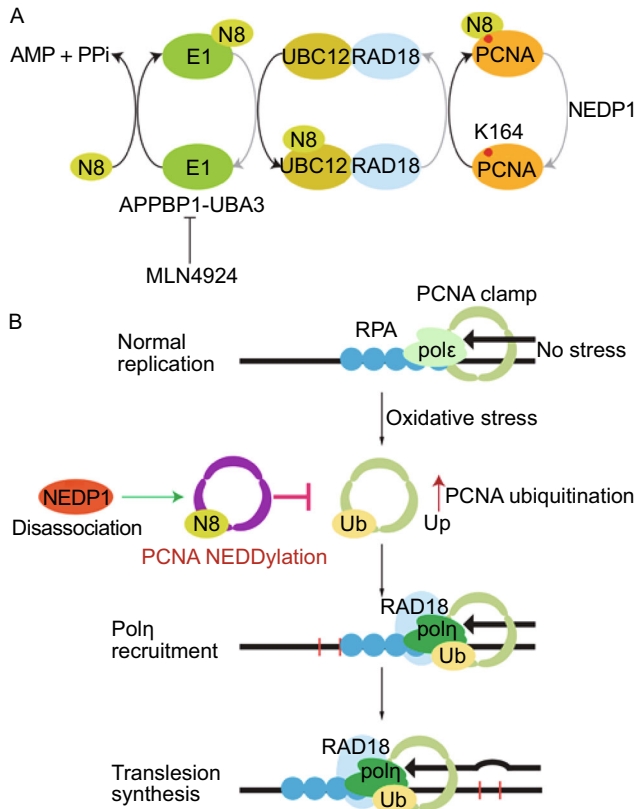 A
N8
AMP + PPi
E1
UBC12
RAD18
N8
PCNA
NEDP1
K164
N8
N8
E1
UBC12
RAD18
PCNA
APPBP1-UBA3
MLN4924
PCNA clamp
B
Normal
replication
RPA
polε
No stress
Oxidative stress
NEDP1
Disassociation
N8
PCNA NEDDylation
Ub
Up
PCNA ubiquitination
RAD18
Polη
recruitment
polη
Ub
RAD18
Translesion
synthesis
polη
Ub